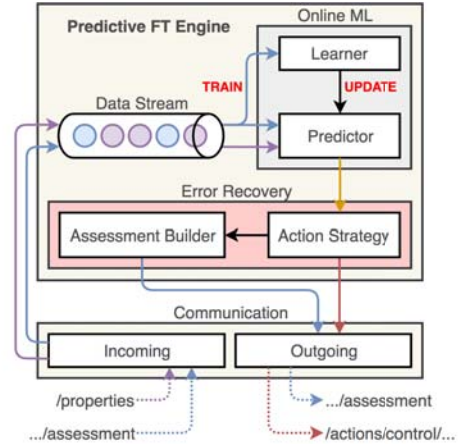 Online ML
Predictive FT Engine
Learner
TRAIN
UPDATE
Data Stream
Predictor
Error Recovery
Assessment Builder
Action Strategy
Communication
Incoming
Outgoing
/properties
.../assessment
.../assessment
/actions/control/...